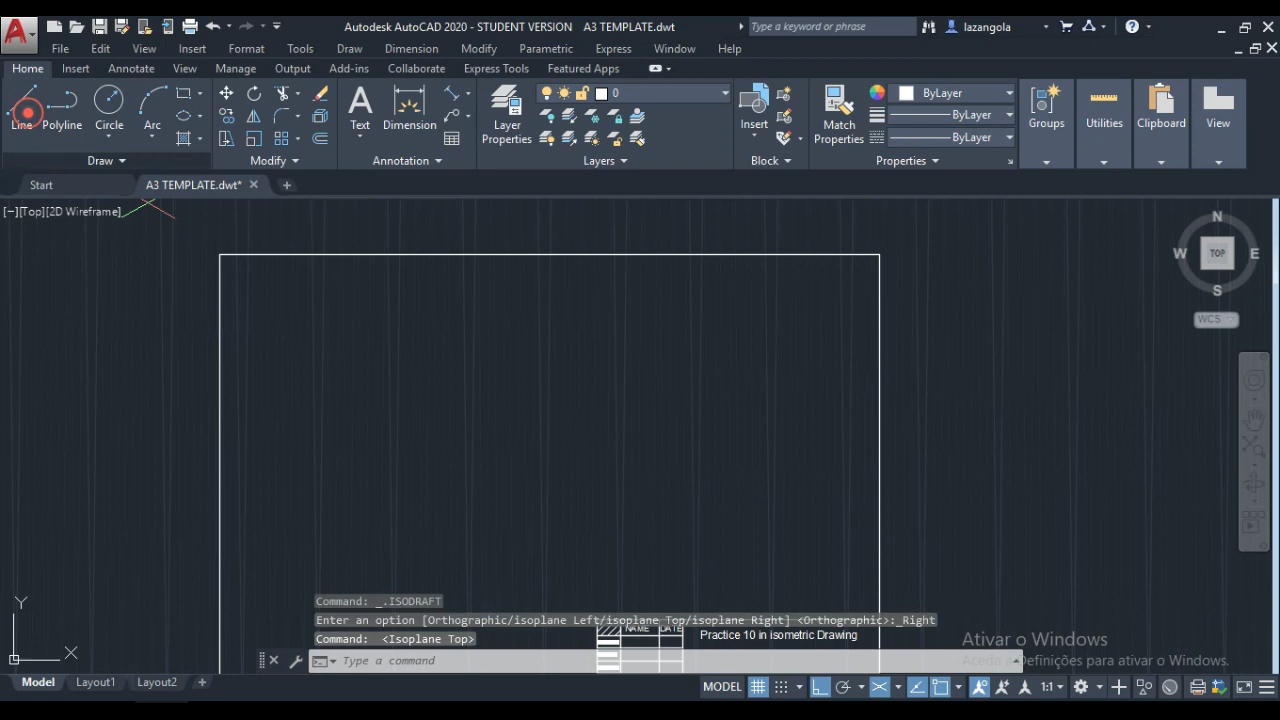 Autodesk AutoCAD 2020 - STUDENT VERSION A3 TEMPLATE.dwt
Type a keyword or phrase
lazangola
File Edit View Insert Format Tools Draw Dimension Modify Parametric Express Window Help
Home Insert Annotate View Manage Output Add-ins Collaborate Express Tools Featured Apps
0
ByLayer
ByLayer
ByLayer
Line Polyline Circle Arc Text Dimension Layer Properties Insert Match Properties Groups Utilities Clipboard View
Draw Modify Annotation Layers Block Properties
Start A3 TEMPLATE.dwt*
[−][Top][2D Wireframe]
N
W TOP E
S
WCS
Command: _.ISODRAFT
Enter an option [Orthographic/isoplane Left/isoplane Top/isoplane Right] <Orthographic>:_Right
NAME DATE
Practice 10 in isometric Drawing
Command: <Isoplane Top>
Type a command
Y
X
Ativar o Windows
Aceda a Definições para ativar o Windows.
Model Layout1 Layout2
MODEL
1:1